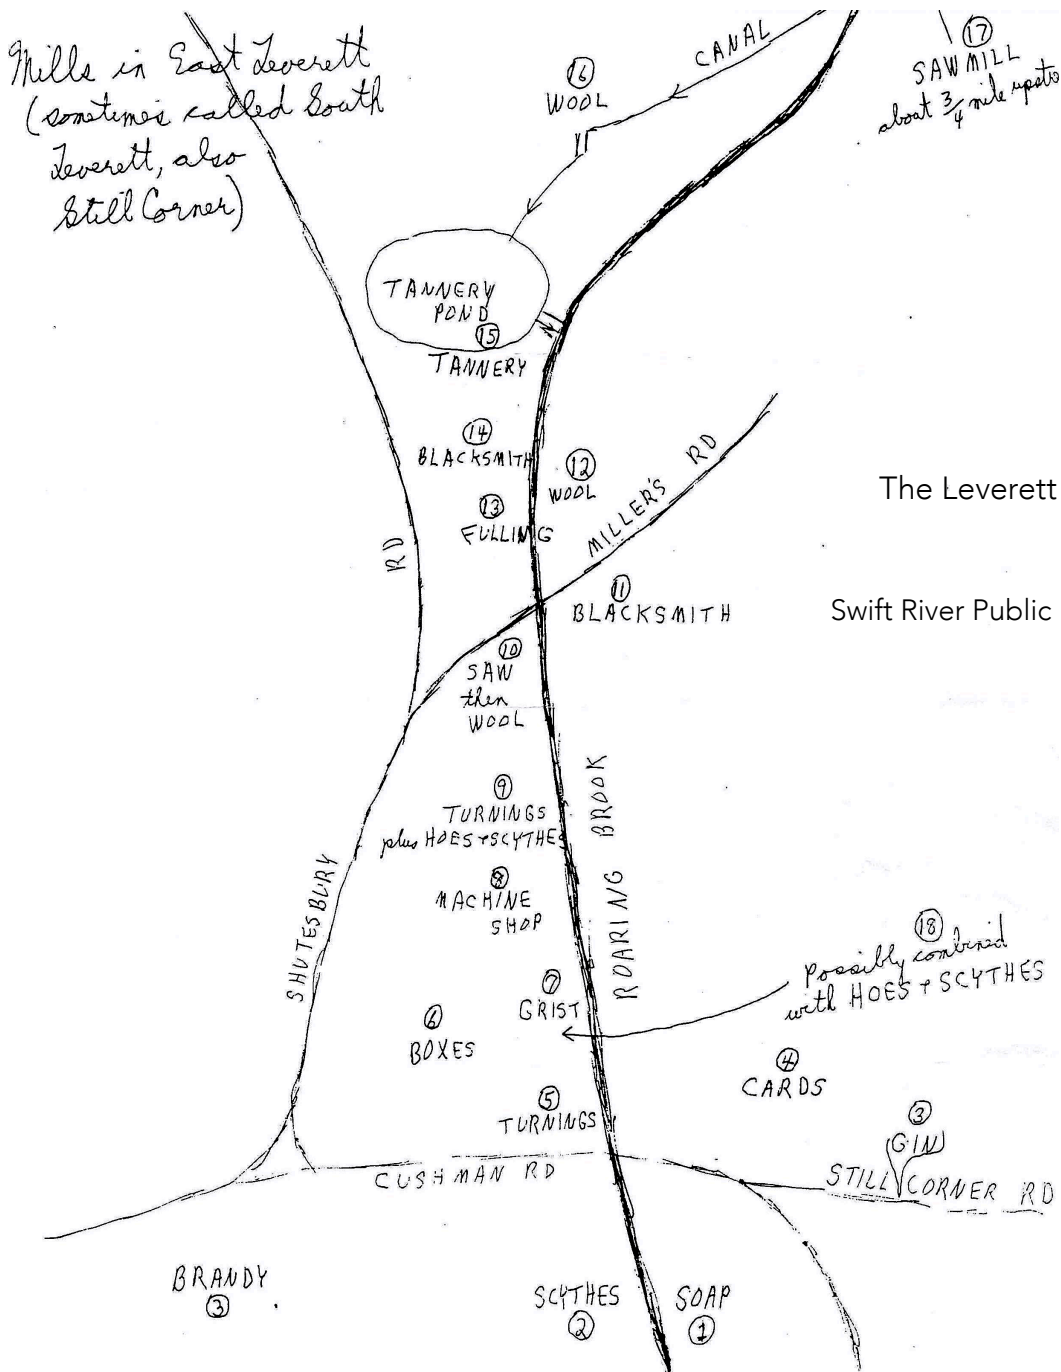 Mills in East Leverett
(sometimes called South
Leverett, also
Still Corner)
CANAL
16
WOOL
17
SAWMILL
about 3/4 mile upstr
TANNERY
POND
15
TANNERY
14
BLACKSMITH
12
WOOL
13
FULLING
MILLER'S RD
The Leverett
RD
11
BLACKSMITH
Swift River Public
10
SAW
then
WOOL
9
TURNINGS
plus HOES + SCYTHES
8
MACHINE
SHOP
ROARING BROOK
SHUTESBURY
18
Possibly combined
with HOES + SCYTHES
7
GRIST
6
BOXES
4
CARDS
5
TURNINGS
3
GIN
CUSHMAN RD
STILL CORNER RD
BRANDY
3
SCYTHES
2
SOAP
1